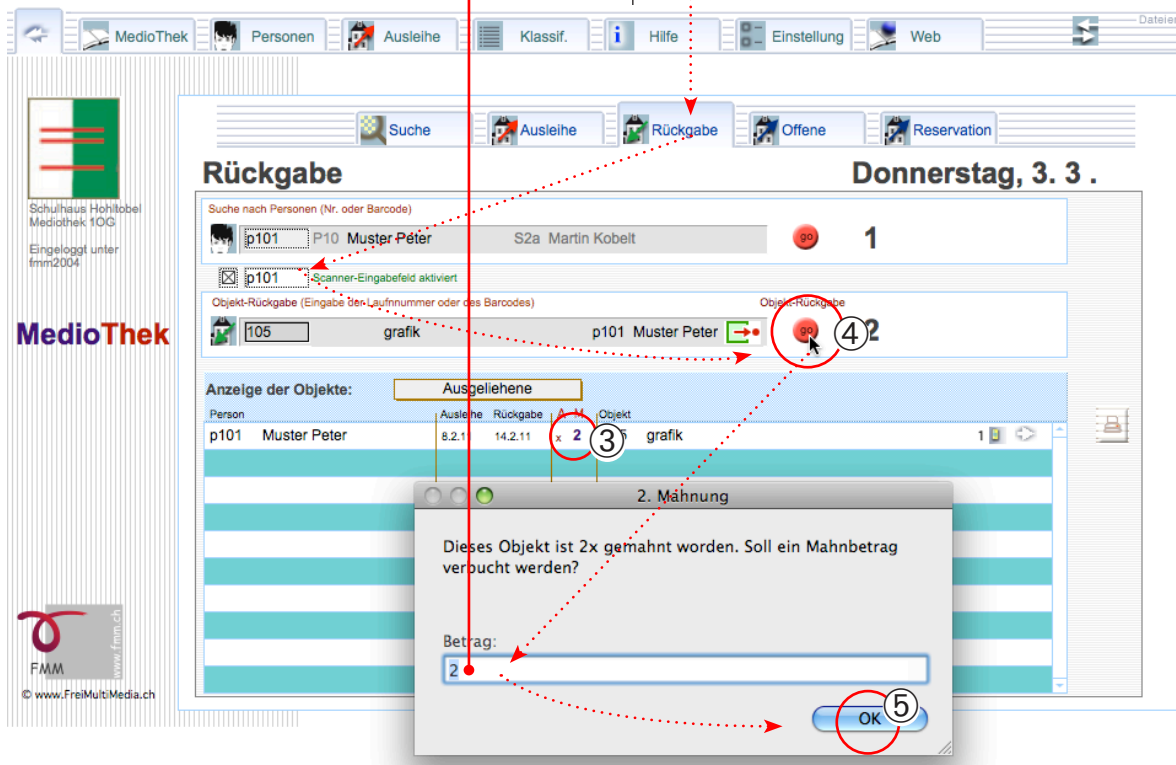 Dateien
MedioThek Personen Ausleihe Klassif. Hilfe Einstellung Web
Suche Ausleihe Rückgabe Offene Reservation
Rückgabe Donnerstag, 3. 3 .
Schulhaus Hohltobel
Mediothek 1OG
Eingeloggt unter
fmm2004
MedioThek
Suche nach Personen (Nr. oder Barcode)
p101 P10 Muster Peter S2a Martin Kobelt go 1
p101 Scanner-Eingabefeld aktiviert
Objekt-Rückgabe (Eingabe der Laufnnummer oder des Barcodes) Objekt-Rückgabe
105 grafik p101 Muster Peter go 4 2
Anzeige der Objekte: Ausgeliehene
Person Ausleihe Rückgabe A M Objekt
p101 Muster Peter 8.2.11 14.2.11 x 2 3 grafik 1
2. Mahnung
Dieses Objekt ist 2x gemahnt worden. Soll ein Mahnbetrag
verbucht werden?
Betrag:
2
OK 5
FMM
www.fmm.ch
© www.FreiMultiMedia.ch